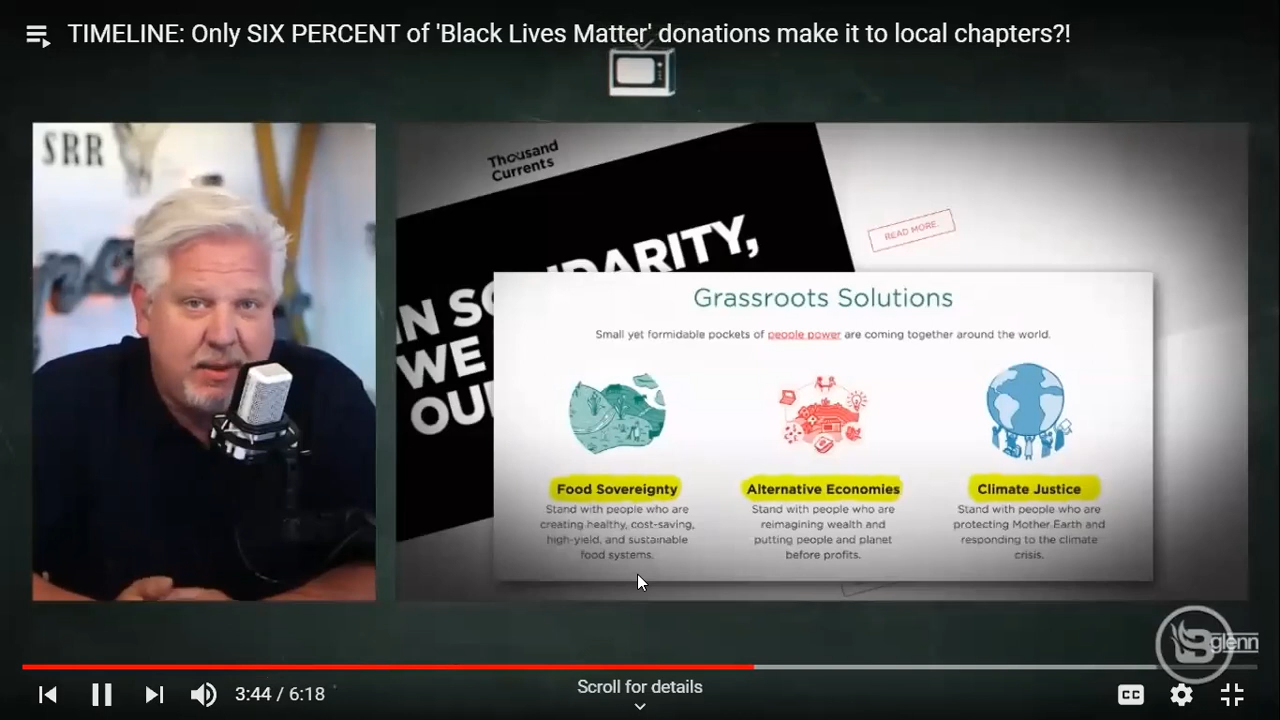 TIMELINE: Only SIX PERCENT of 'Black Lives Matter' donations make it to local chapters?!
SRR
Thousand
Currents
READ MORE.
Grassroots Solutions
Small yet formidable pockets of people power are coming together around the world.
Food Sovereignty
Stand with people who are
creating healthy, cost-saving,
high-yield, and sustainable
food systems.
Alternative Economies
Stand with people who are
reimagining wealth and
putting people and planet
before profits.
Climate Justice
Stand with people who are
protecting Mother Earth and
responding to the climate
crisis.
glenn
3:44 / 6:18
Scroll for details
CC